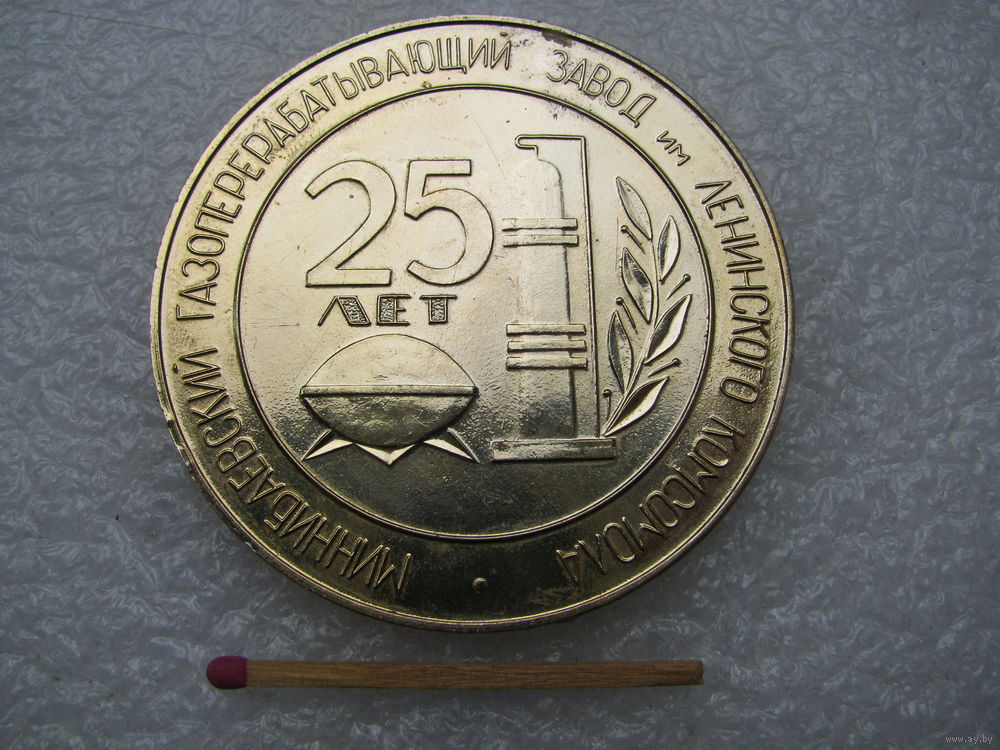 МИННИБАЕВСКИЙ ГАЗОПЕРЕРАБАТЫВАЮЩИЙ ЗАВОД им ЛЕНИНСКОГО КОМСОМОЛА
25
ЛЕТ
www.ay.by